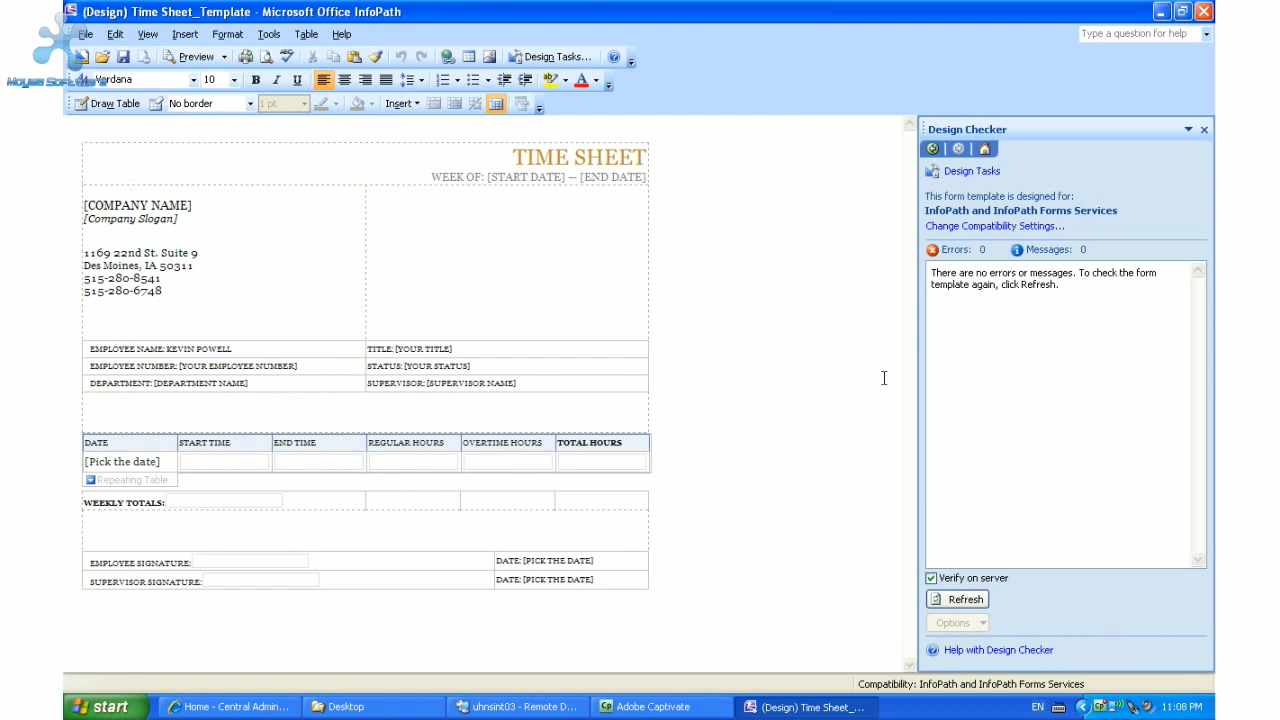 (Design) Time Sheet_Template - Microsoft Office InfoPath
File Edit View Insert Format Tools Table Help
Type a question for help
Preview
Design Tasks...
Verdana 10 B I U
Draw Table No border 1 pt Insert
TIME SHEET
WEEK OF: [START DATE] – [END DATE]
[COMPANY NAME]
[Company Slogan]
1169 22nd St. Suite 9
Des Moines, IA 50311
515-280-8541
515-280-6748
EMPLOYEE NAME: KEVIN POWELL TITLE: [YOUR TITLE]
EMPLOYEE NUMBER: [YOUR EMPLOYEE NUMBER] STATUS: [YOUR STATUS]
DEPARTMENT: [DEPARTMENT NAME] SUPERVISOR: [SUPERVISOR NAME]
DATE START TIME END TIME REGULAR HOURS OVERTIME HOURS TOTAL HOURS
[Pick the date]
Repeating Table
WEEKLY TOTALS:
EMPLOYEE SIGNATURE: DATE: [PICK THE DATE]
SUPERVISOR SIGNATURE: DATE: [PICK THE DATE]
Design Checker
Design Tasks
This form template is designed for:
InfoPath and InfoPath Forms Services
Change Compatibility Settings...
Errors: 0 Messages: 0
There are no errors or messages. To check the form
template again, click Refresh.
Verify on server
Refresh
Options
Help with Design Checker
Compatibility: InfoPath and InfoPath Forms Services
start Home - Central Admin... Desktop uhnsint03 - Remote D... Adobe Captivate (Design) Time Sheet_... EN 11:08 PM